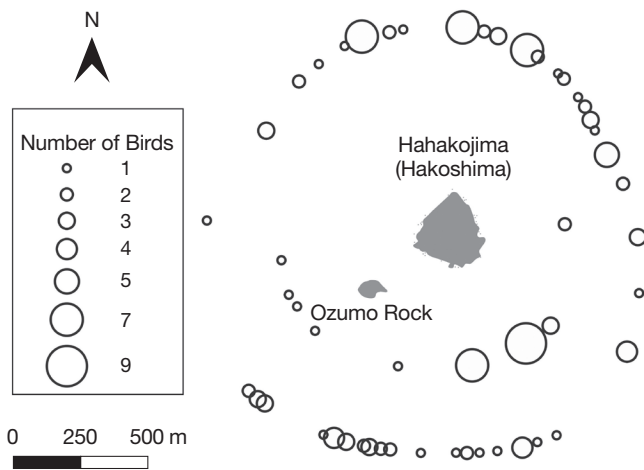 N
Number of Birds
1
2
3
4
5
7
9
Hahakojima
(Hakoshima)
Ozumo Rock
0 250 500 m